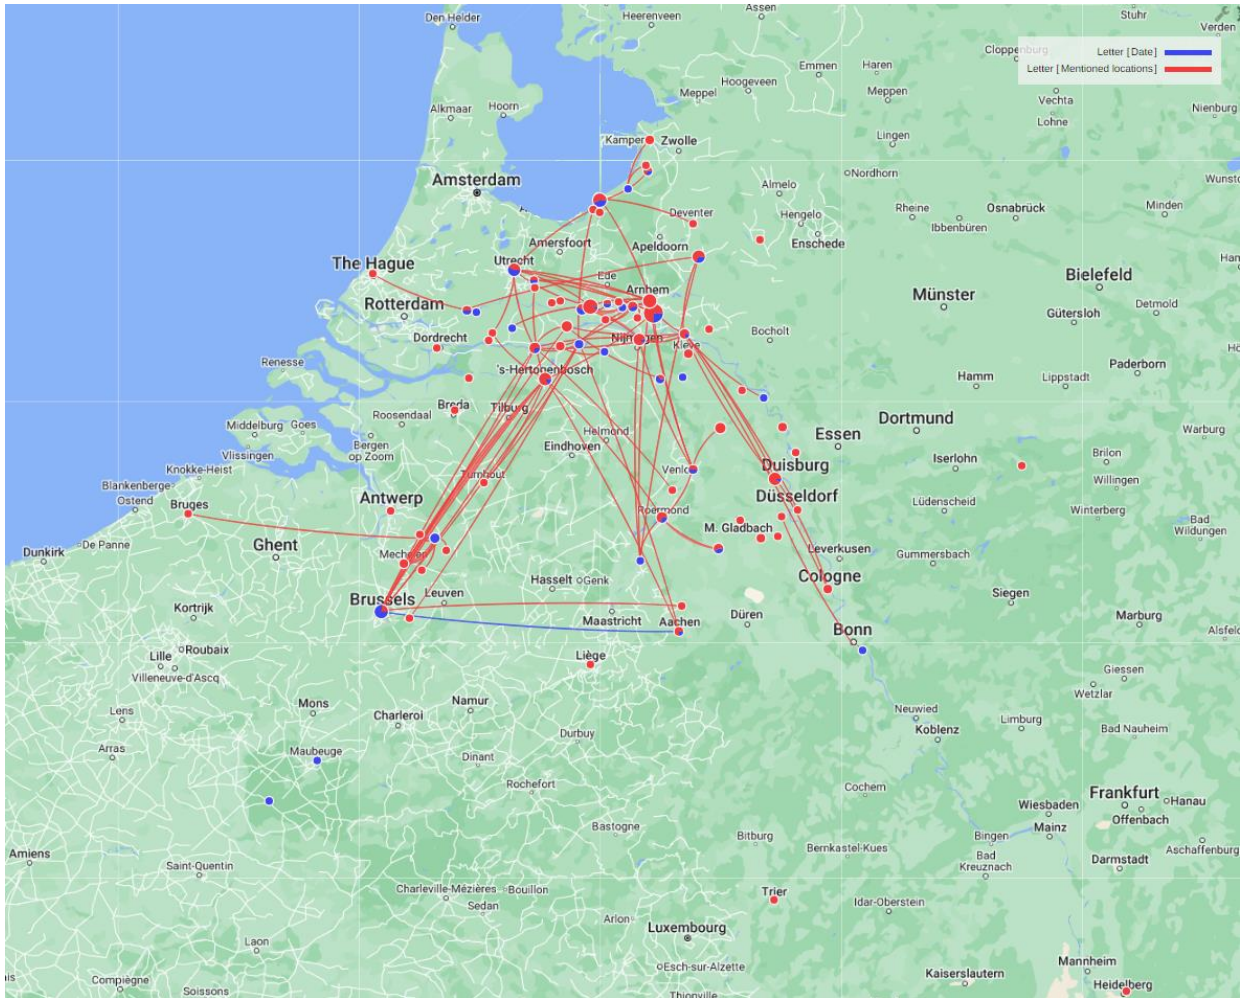 Den Helder
Heerenveen
Assen
Stuhr
Verden
Cloppenburg
Letter [Date]
Letter [Mentioned locations]
Emmen
Haren
Hoogeveen
Meppel
Meppen
Vechta
Alkmaar
Hoorn
Nienburg
Lohne
Lingen
Kampen
Zwolle
Amsterdam
Nordhorn
Almelo
Rheine
Osnabrück
Minden
Deventer
Hengelo
Ibbenbüren
Amersfoort
Apeldoorn
Enschede
The Hague
Utrecht
Ede
Bielefeld
Arnhem
Rotterdam
Münster
Detmold
Gütersloh
Dordrecht
Nijmegen
Kleve
Bocholt
Renesse
's-Hertogenbosch
Paderborn
Hamm
Lippstadt
Breda
Tilburg
Roosendaal
Middelburg
Goes
Helmond
Dortmund
Essen
Warburg
Vlissingen
Bergen
op Zoom
Eindhoven
Knokke-Heist
Venlo
Duisburg
Iserlohn
Brilon
Blankenberge
Turnhout
Willingen
Ostend
Antwerp
Düsseldorf
Bruges
Roermond
Lüdenscheid
Winterberg
Bad
Wildungen
M. Gladbach
Dunkirk
De Panne
Ghent
Mechelen
Leverkusen
Gummersbach
Hasselt
Genk
Cologne
Kortrijk
Brussels
Leuven
Siegen
Maastricht
Aachen
Düren
Marburg
Bonn
Lille
Roubaix
Liège
Villeneuve-d'Ascq
Giessen
Wetzlar
Lens
Mons
Namur
Charleroi
Neuwied
Limburg
Koblenz
Bad Nauheim
Durbuy
Arras
Maubeuge
Dinant
Rochefort
Cochem
Frankfurt
Hanau
Wiesbaden
Offenbach
Bastogne
Mainz
Bitburg
Bingen
Amiens
Saint-Quentin
Bernkastel-Kues
Bad
Kreuznach
Aschaffenburg
Darmstadt
Charleville-Mézières
Bouillon
Trier
Sedan
Idar-Oberstein
Arlon
Luxembourg
Laon
Mannheim
Esch-sur-Alzette
Kaiserslautern
Compiègne
Soissons
Thionville
Heidelberg